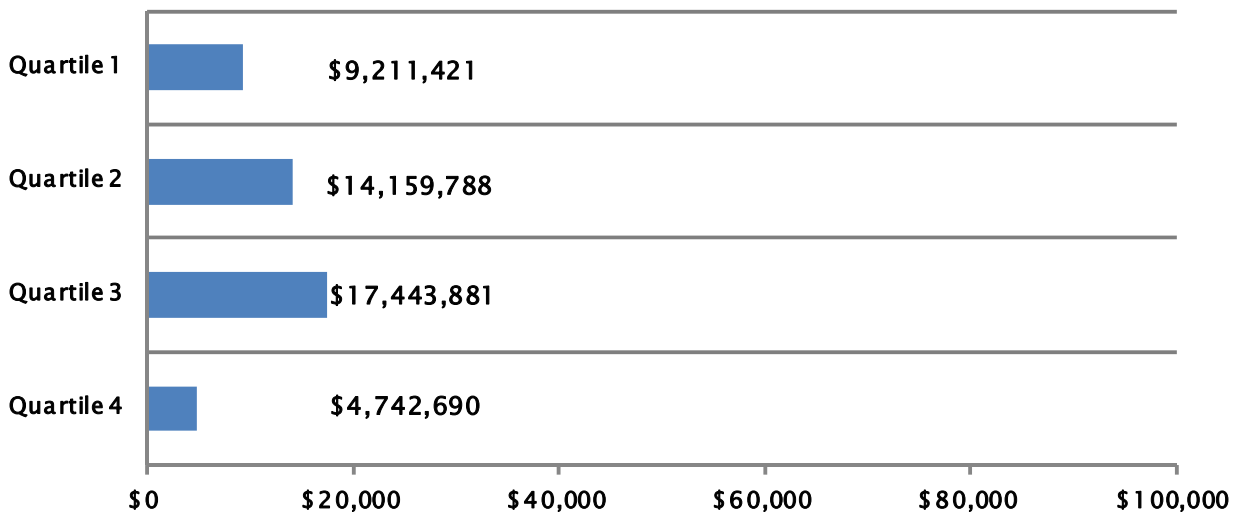 Quartile 1 $9,211,421
Quartile 2 $14,159,788
Quartile 3 $17,443,881
Quartile 4 $4,742,690
$0 $20,000 $40,000 $60,000 $80,000 $100,000